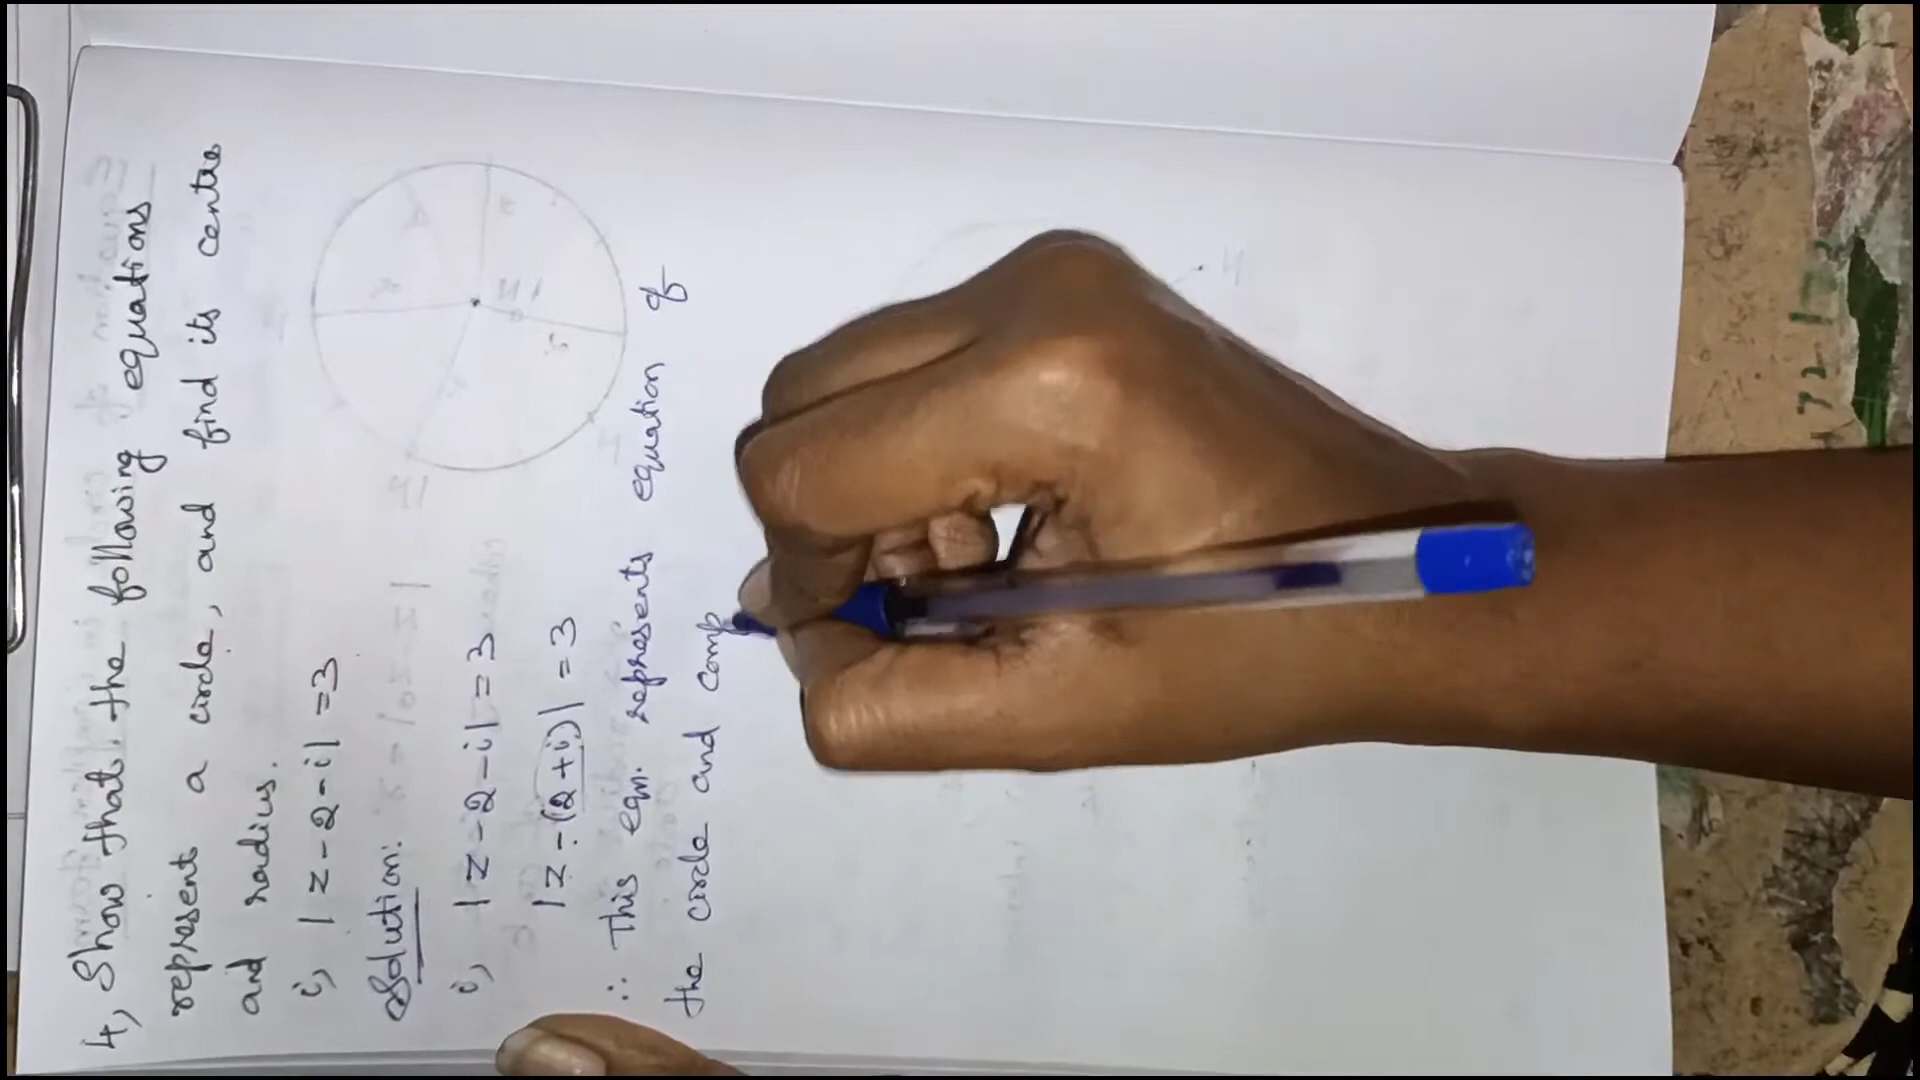 4, Show that the following equations
represent a circle, and find its centre
and radius.
i, |z-2-i|=3
Solution:
i, |z-2-i|=3
|z-(2+i)|=3
∴ This eqn. represents equation of
the circle and comp